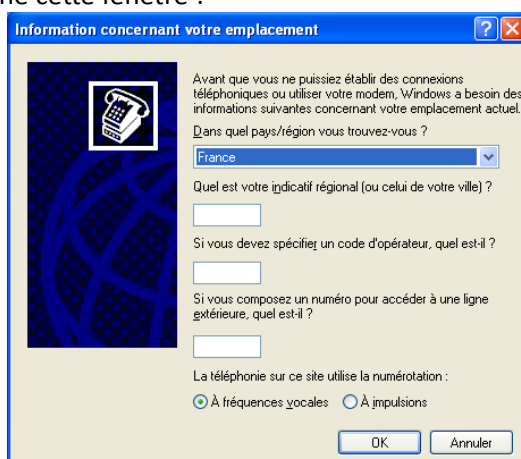 cette fenêtre :
Information concernant votre emplacement
Avant que vous ne puissiez établir des connexions
téléphoniques ou utiliser votre modem, Windows a besoin des
informations suivantes concernant votre emplacement actuel.
Dans quel pays/région vous trouvez-vous ?
France
Quel est votre indicatif régional (ou celui de votre ville) ?
Si vous devez spécifier un code d'opérateur, quel est-il ?
Si vous composez un numéro pour accéder à une ligne
extérieure, quel est-il ?
La téléphonie sur ce site utilise la numérotation :
À fréquences vocales À impulsions
OK Annuler